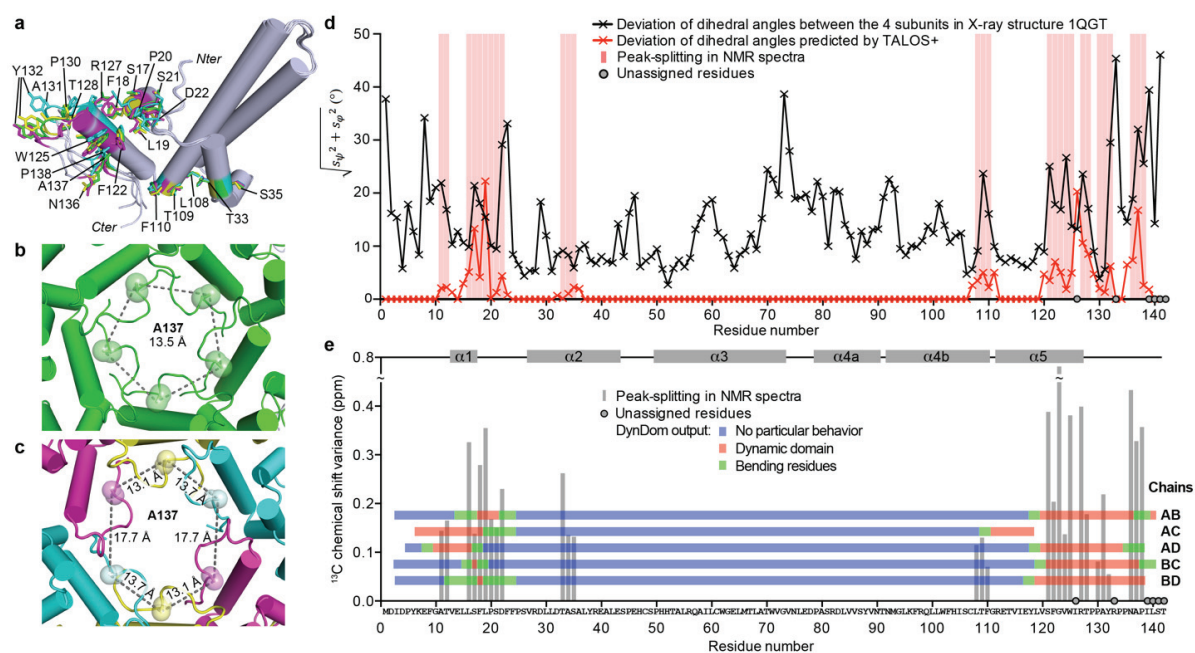 a
P130
R127
P20
Nter
Y132
A131
T128
F18
S17
S21
D22
W125
L19
P138
A137
F122
L108
S35
N136
T109
T33
Cter
F110
b
A137
13.5 Å
c
13.1 Å
13.7 Å
A137
17.7 Å
17.7 Å
13.7 Å
13.1 Å
d
Deviation of dihedral angles between the 4 subunits in X-ray structure 1QGT
Deviation of dihedral angles predicted by TALOS+
Peak-splitting in NMR spectra
Unassigned residues
√sψ² + sφ² (°)
50
40
30
20
10
0
0 10 20 30 40 50 60 70 80 90 100 110 120 130 140
Residue number
e
α1 α2 α3 α4a α4b α5
0.8
~ ~ ~
0.4
0.3
0.2
0.1
0.0
¹³C chemical shift variance (ppm)
Peak-splitting in NMR spectra
Unassigned residues
DynDom output:
No particular behavior
Dynamic domain
Bending residues
Chains
AB
AC
AD
BC
BD
MDIDPYKEFGATVELLSFLPSDFFPSVRDLLDTASALYREALESPEHCSPHHTALRQAILCWGELMTLATWVGVNLEDPASRDLVVSYVNTNMGLKFRQLLWFHISCLTFGRETVIEYLVSFGVWIRTPPAYRPPNAPILST
0 10 20 30 40 50 60 70 80 90 100 110 120 130 140
Residue number